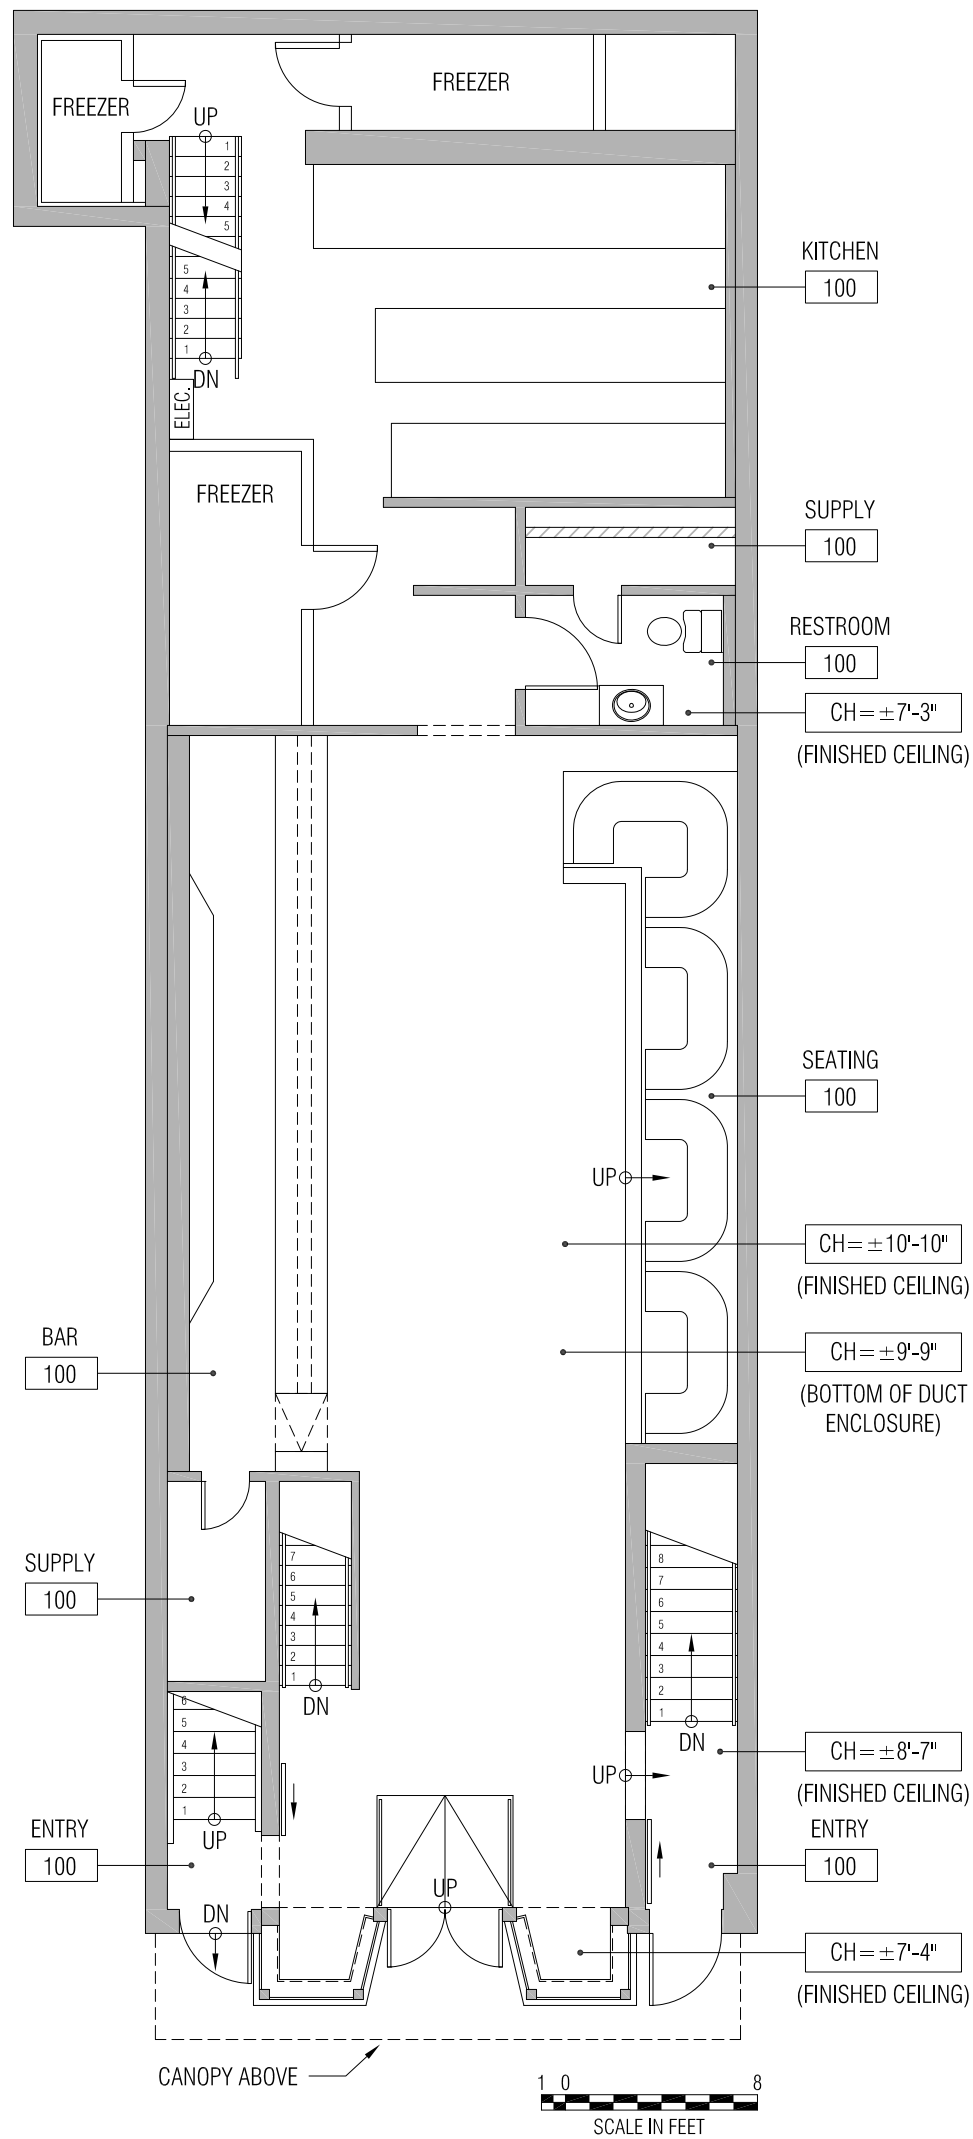 FREEZER
FREEZER
UP
1
2
3
4
5
5
4
3
2
1
DN
ELEC.
KITCHEN
100
FREEZER
SUPPLY
100
RESTROOM
100
CH=±7'-3"
(FINISHED CEILING)
SEATING
100
UP
CH=±10'-10"
(FINISHED CEILING)
BAR
100
CH=±9'-9"
(BOTTOM OF DUCT
ENCLOSURE)
SUPPLY
100
7
6
5
4
3
2
1
DN
8
7
6
5
4
3
2
1
DN
6
5
4
3
2
1
UP
UP
CH=±8'-7"
(FINISHED CEILING)
ENTRY
100
ENTRY
100
UP
DN
CH=±7'-4"
(FINISHED CEILING)
CANOPY ABOVE
1 0 8
SCALE IN FEET